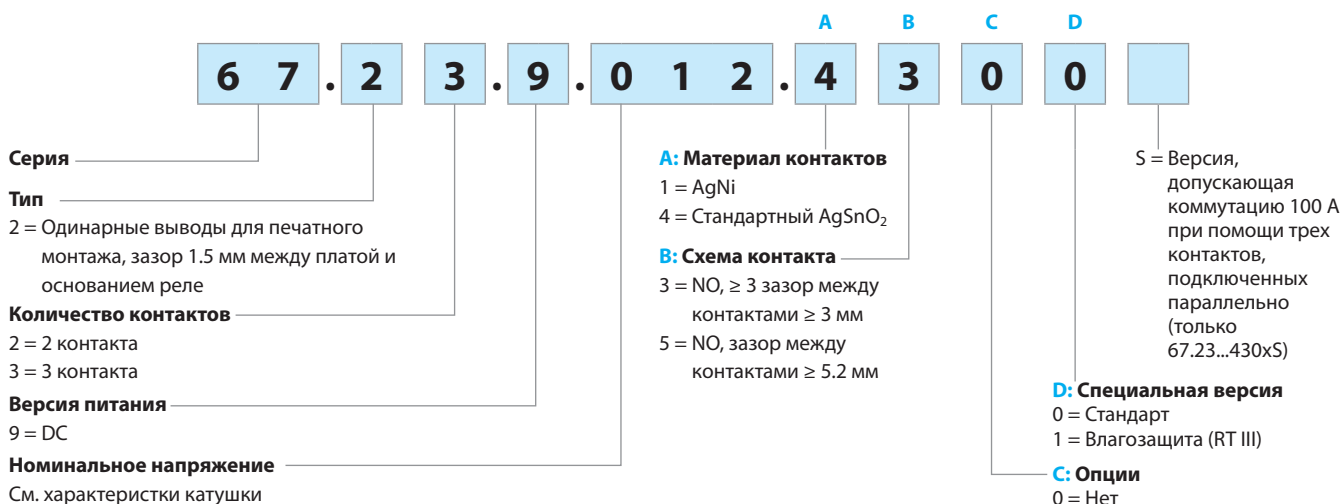 A B C D
6 7 . 2 3 . 9 . 0 1 2 . 4 3 0 0
Серия
Тип
2 = Одинарные выводы для печатного
монтажа, зазор 1.5 мм между платой и
основанием реле
Количество контактов
2 = 2 контакта
3 = 3 контакта
Версия питания
9 = DC
Номинальное напряжение
См. характеристики катушки
A: Материал контактов
1 = AgNi
4 = Стандартный AgSnO₂
B: Схема контакта
3 = NO, ≥ 3 зазор между
контактами ≥ 3 мм
5 = NO, зазор между
контактами ≥ 5.2 мм
S = Версия,
допускающая
коммутацию 100 А
при помощи трех
контактов,
подключенных
параллельно
(только
67.23...430xS)
D: Специальная версия
0 = Стандарт
1 = Влагозащита (RT III)
C: Опции
0 = Нет